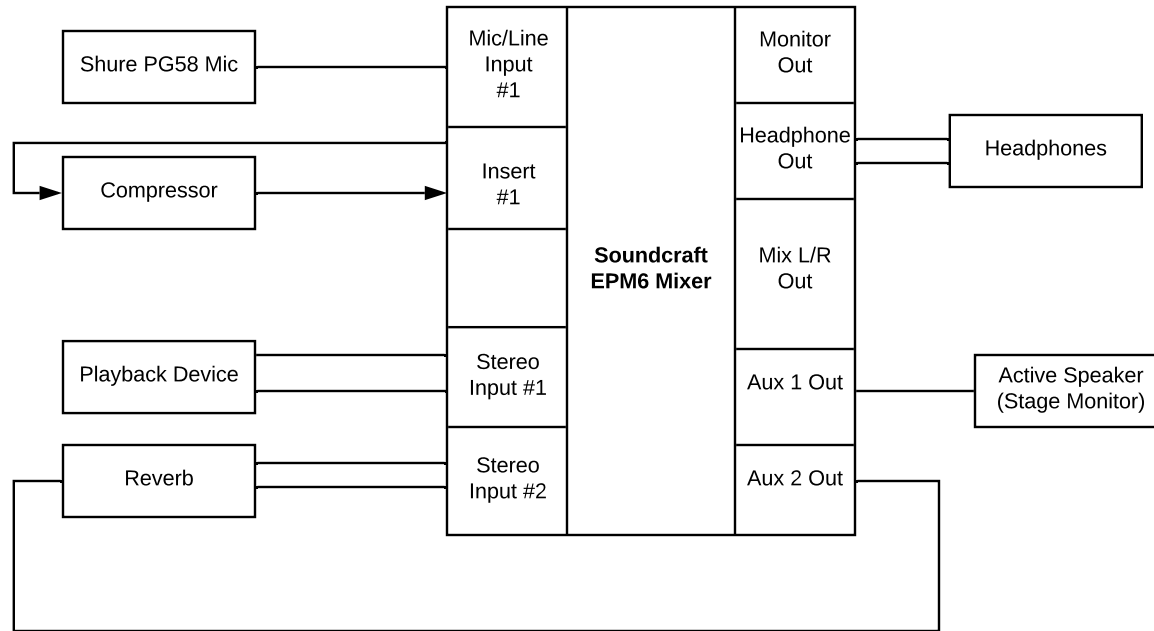 Shure PG58 Mic
Compressor
Playback Device
Reverb
Mic/Line
Input
#1
Insert
#1
Stereo
Input #1
Stereo
Input #2
Soundcraft
EPM6 Mixer
Monitor
Out
Headphone
Out
Mix L/R
Out
Aux 1 Out
Aux 2 Out
Headphones
Active Speaker
(Stage Monitor)